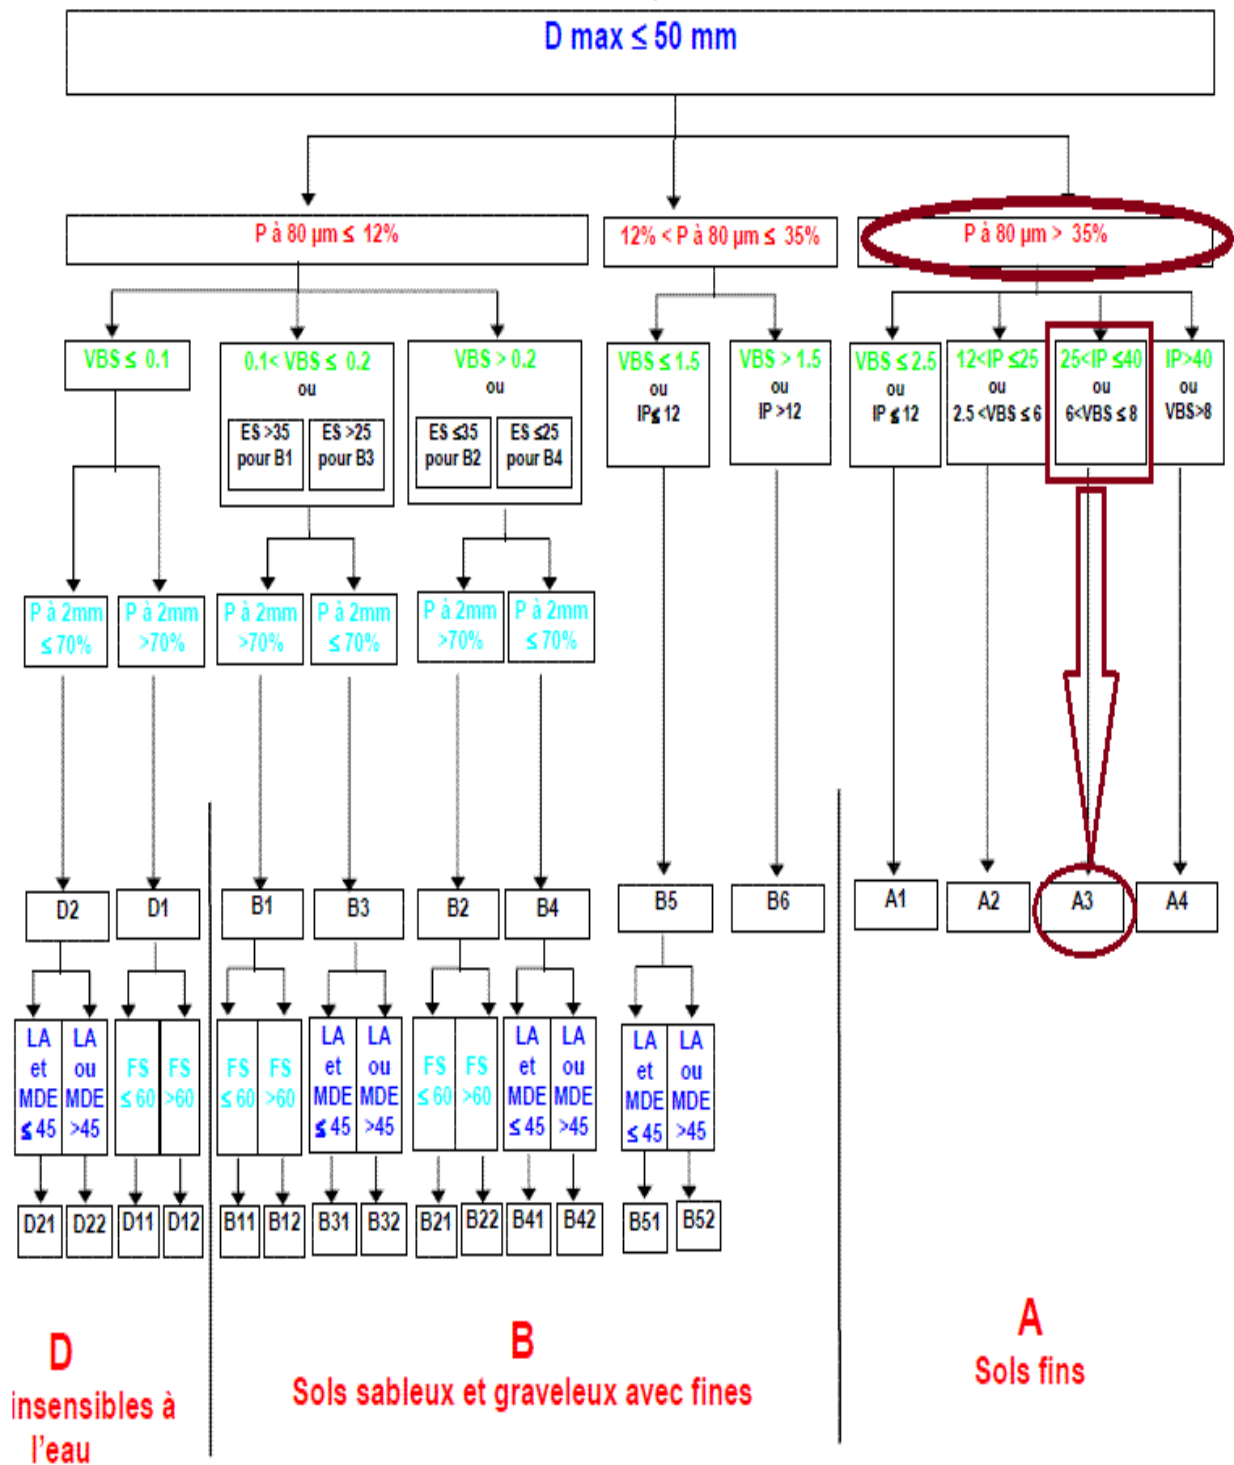 D max ≤ 50 mm
P à 80 µm ≤ 12%
12% < P à 80 µm ≤ 35%
P à 80 µm > 35%
VBS ≤ 0.1
0.1< VBS ≤ 0.2
ou
ES >35
pour B1
ES >25
pour B3
VBS > 0.2
ou
ES ≤35
pour B2
ES ≤25
pour B4
VBS ≤ 1.5
ou
IP≤ 12
VBS > 1.5
ou
IP >12
VBS ≤ 2.5
ou
IP ≤ 12
12<IP ≤25
ou
2.5 <VBS ≤ 6
25<IP ≤40
ou
6<VBS ≤ 8
IP>40
ou
VBS>8
P à 2mm
≤ 70%
P à 2mm
>70%
P à 2mm
>70%
P à 2mm
≤ 70%
P à 2mm
>70%
P à 2mm
≤ 70%
D2
D1
B1
B3
B2
B4
B5
B6
A1
A2
A3
A4
LA
et
MDE
≤ 45
LA
ou
MDE
>45
FS
≤ 60
FS
>60
FS
≤ 60
FS
>60
LA
et
MDE
≤ 45
LA
ou
MDE
>45
FS
≤ 60
FS
>60
LA
et
MDE
≤ 45
LA
ou
MDE
>45
LA
et
MDE
≤ 45
LA
ou
MDE
>45
D21
D22
D11
D12
B11
B12
B31
B32
B21
B22
B41
B42
B51
B52
D
insensibles à
l'eau
B
Sols sableux et graveleux avec fines
A
Sols fins